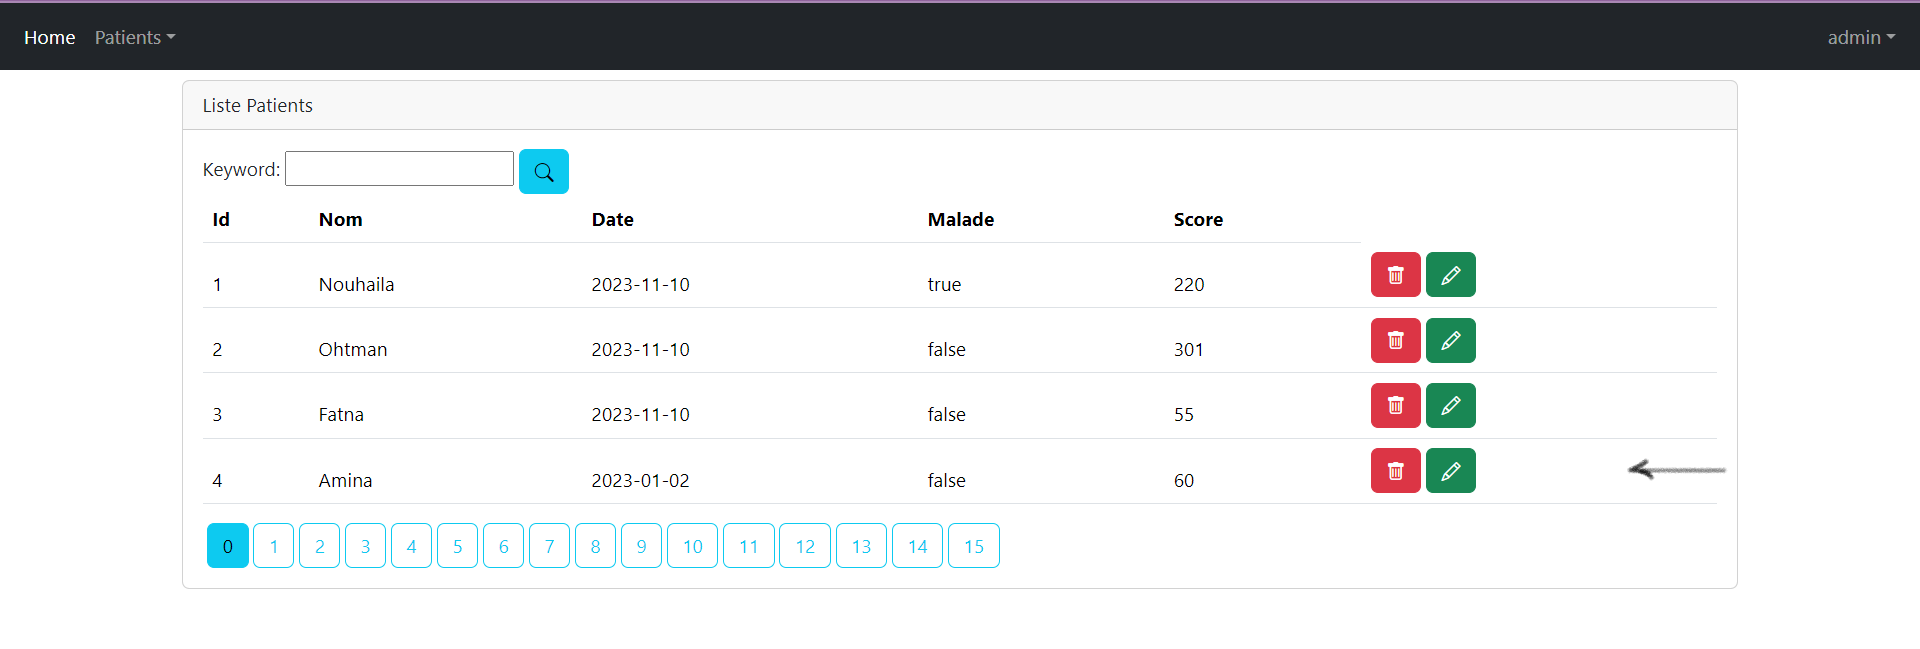 Home Patients admin
Liste Patients
Keyword:
Id Nom Date Malade Score
1 Nouhaila 2023-11-10 true 220
2 Ohtman 2023-11-10 false 301
3 Fatna 2023-11-10 false 55
4 Amina 2023-01-02 false 60
0 1 2 3 4 5 6 7 8 9 10 11 12 13 14 15